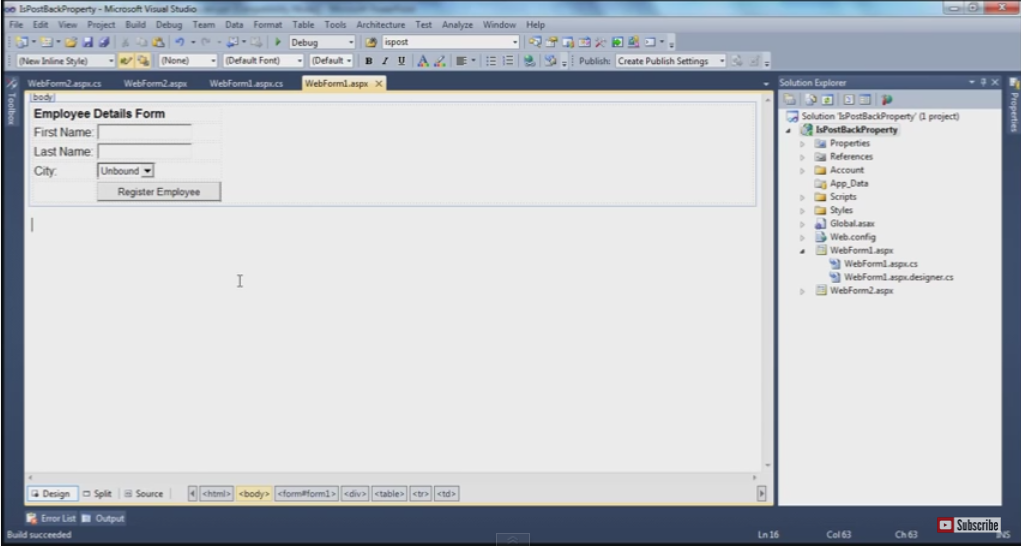 IsPostBackProperty - Microsoft Visual Studio
File Edit View Project Build Debug Team Data Format Table Tools Architecture Test Analyze Window Help
Debug ispost
(New Inline Style) (None) (Default Font) (Default B I U A Publish: Create Publish Settings
WebForm2.aspx.cs WebForm2.aspx WebForm1.aspx.cs WebForm1.aspx X
Solution Explorer
Toolbox
Properties
body
Employee Details Form
First Name:
Last Name:
City: Unbound
Register Employee
Solution 'IsPostBackProperty' (1 project)
IsPostBackProperty
Properties
References
Account
App_Data
Scripts
Styles
Global.asax
Web.config
WebForm1.aspx
WebForm1.aspx.cs
WebForm1.aspx.designer.cs
WebForm2.aspx
Design Split Source <html> <body> <form#form1> <div> <table> <tr> <td>
Error List Output
Subscribe
Build succeeded Ln 16 Col 63 Ch 63 INS